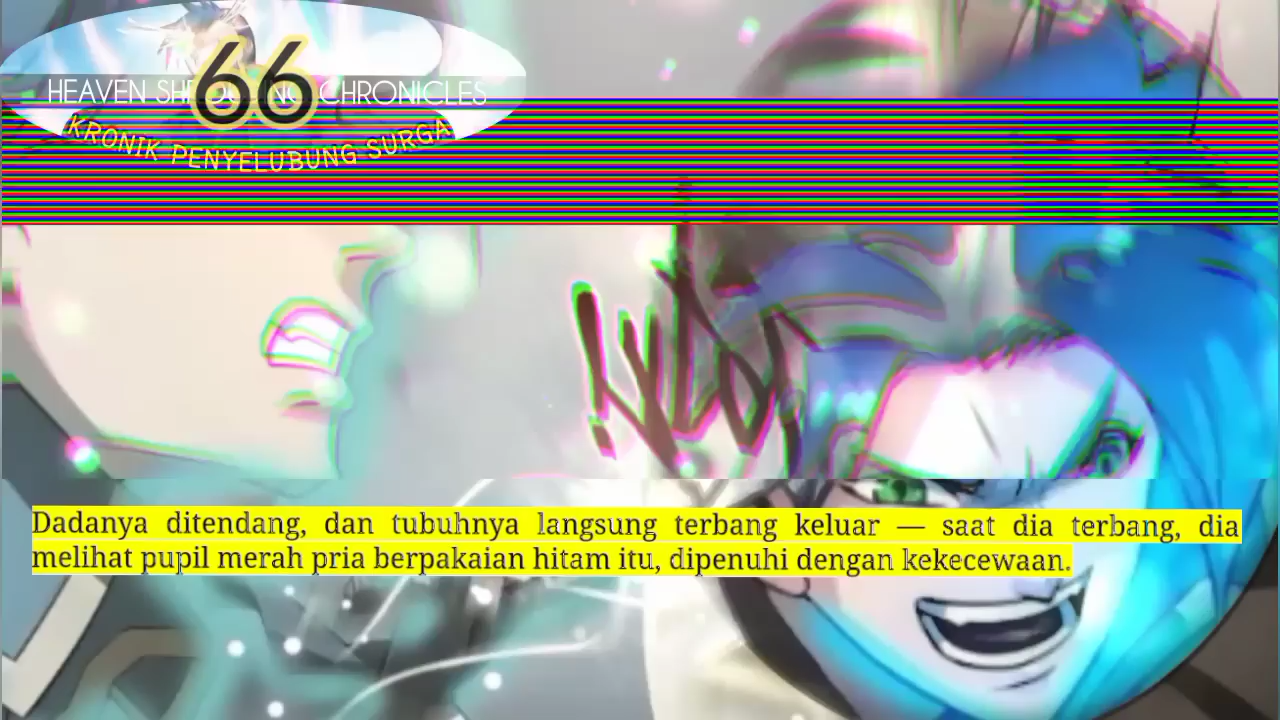 66
HEAVEN SHROUDING CHRONICLES
KRONIK PENYELUBUNG SURGA
Dadanya ditendang, dan tubuhnya langsung terbang keluar — saat dia terbang, dia
melihat pupil merah pria berpakaian hitam itu, dipenuhi dengan kekecewaan.